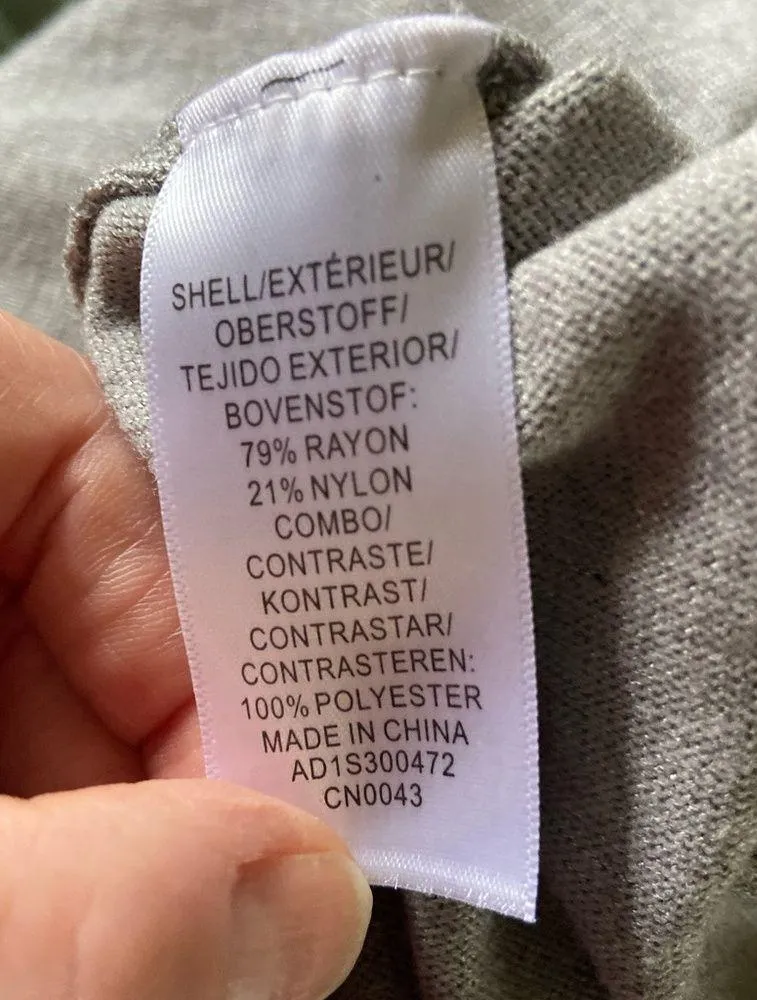 SHELL/EXTÉRIEUR/
OBERSTOFF/
TEJIDO EXTERIOR/
BOVENSTOF:
79% RAYON
21% NYLON
COMBO/
CONTRASTE/
KONTRAST/
CONTRASTAR/
CONTRASTEREN:
100% POLYESTER
MADE IN CHINA
AD1S300472
CN0043